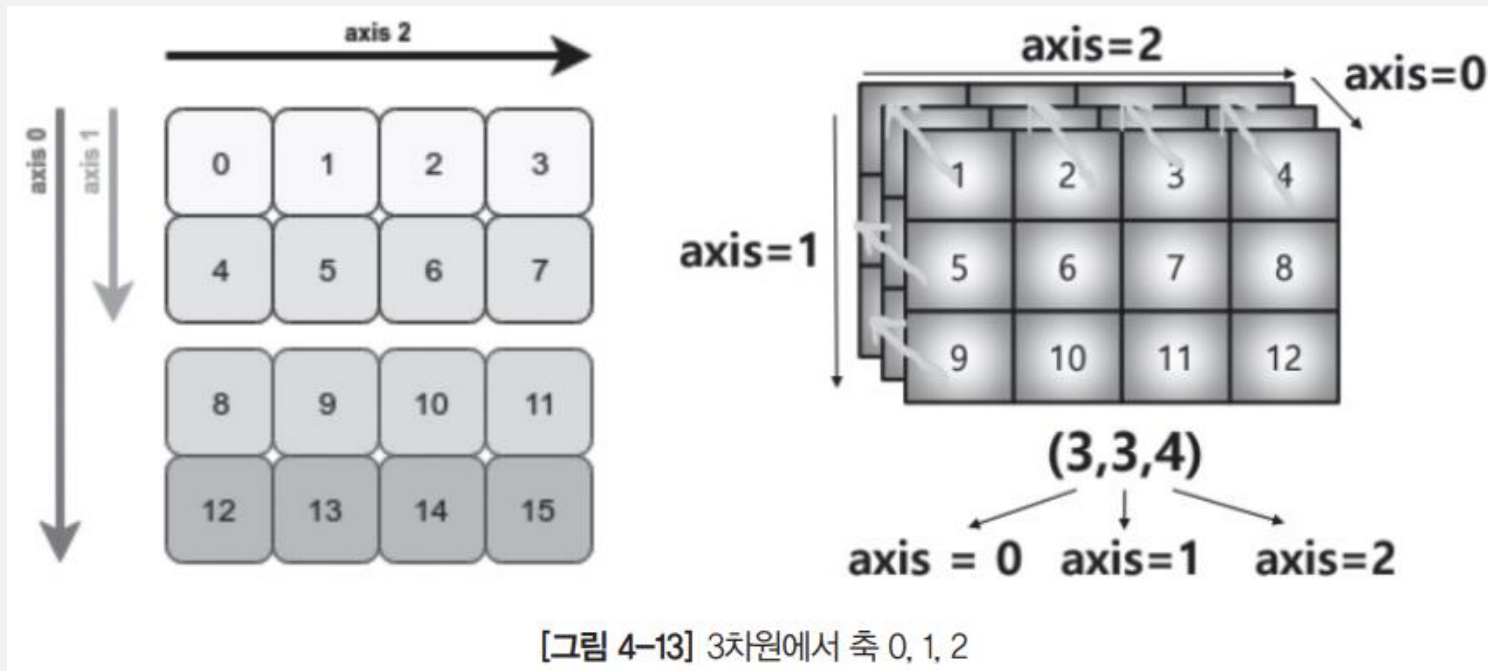 axis 2
axis 0
axis 1
0 1 2 3
4 5 6 7
8 9 10 11
12 13 14 15
axis=2
axis=0
axis=1
1 2 3 4
5 6 7 8
9 10 11 12
(3,3,4)
axis = 0 axis=1 axis=2
[그림 4-13] 3차원에서 축 0, 1, 2